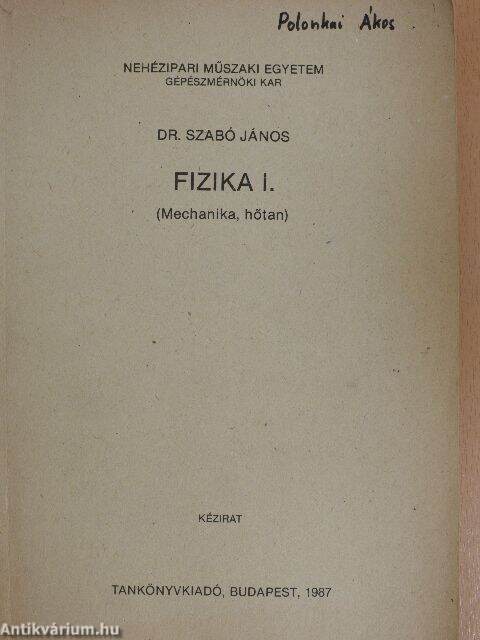 Polonkai Ákos
NEHÉZIPARI MŰSZAKI EGYETEM
GÉPÉSZMÉRNÖKI KAR
DR. SZABÓ JÁNOS
FIZIKA I.
(Mechanika, hőtan)
KÉZIRAT
TANKÖNYVKIADÓ, BUDAPEST, 1987
Antikvárium.hu